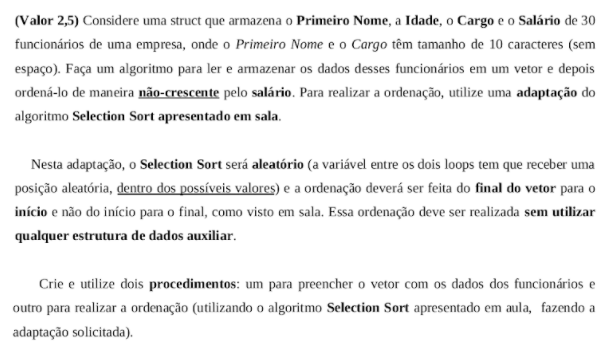 (Valor 2,5) Considere uma struct que armazena o Primeiro Nome, a Idade, o Cargo e o Salário de 30
funcionários de uma empresa, onde o Primeiro Nome e o Cargo têm tamanho de 10 caracteres (sem
espaço). Faça um algoritmo para ler e armazenar os dados desses funcionários em um vetor e depois
ordená-lo de maneira não-crescente pelo salário. Para realizar a ordenação, utilize uma adaptação do
algoritmo Selection Sort apresentado em sala.
Nesta adaptação, o Selection Sort será aleatório (a variável entre os dois loops tem que receber uma
posição aleatória, dentro dos possíveis valores) e a ordenação deverá ser feita do final do vetor para o
início e não do início para o final, como visto em sala. Essa ordenação deve ser realizada sem utilizar
qualquer estrutura de dados auxiliar.
Crie e utilize dois procedimentos: um para preencher o vetor com os dados dos funcionários e
outro para realizar a ordenação (utilizando o algoritmo Selection Sort apresentado em aula, fazendo a
adaptação solicitada).